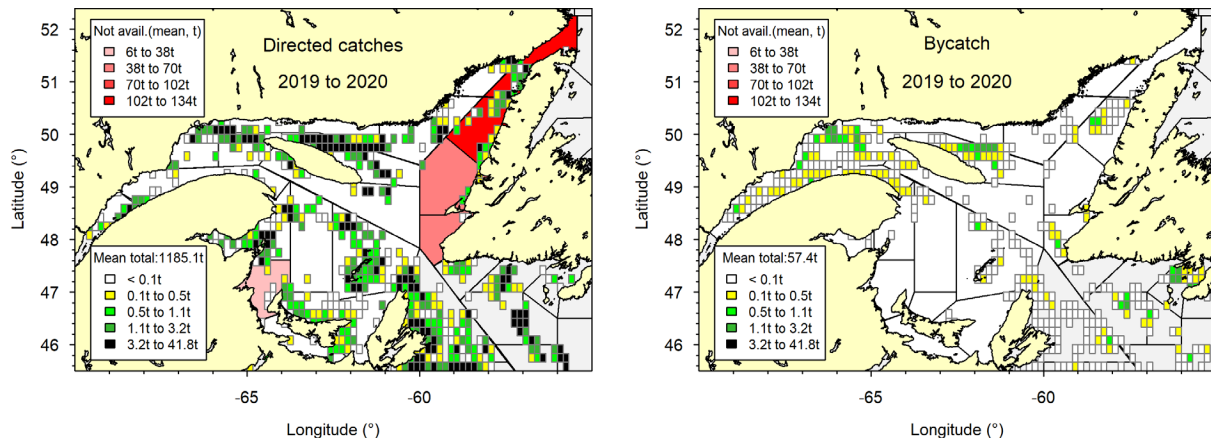 Not avail.(mean, t)
6t to 38t
38t to 70t
70t to 102t
102t to 134t
Directed catches
2019 to 2020
Mean total:1185.1t
< 0.1t
0.1t to 0.5t
0.5t to 1.1t
1.1t to 3.2t
3.2t to 41.8t
52
51
50
49
48
47
46
Latitude (°)
-65
-60
Longitude (°)
Not avail.(mean, t)
6t to 38t
38t to 70t
70t to 102t
102t to 134t
Bycatch
2019 to 2020
Mean total:57.4t
< 0.1t
0.1t to 0.5t
0.5t to 1.1t
1.1t to 3.2t
3.2t to 41.8t
52
51
50
49
48
47
46
Latitude (°)
-65
-60
Longitude (°)